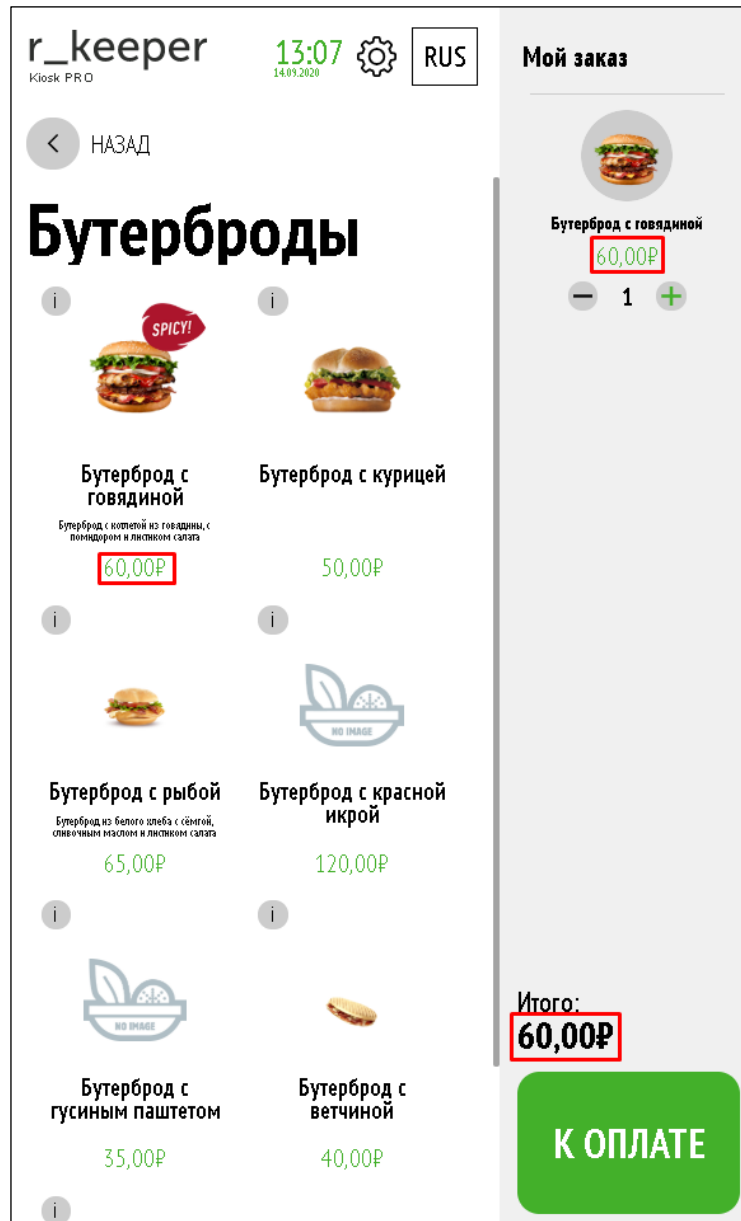 r_keeper
Kiosk PRO
13:07
14.09.2020
RUS
НАЗАД
Бутерброды
i
i
SPICY!
Бутерброд с
говядиной
Бутерброд с котлетой из говядины, с
помидором и листиком салата
60,00₽
Бутерброд с курицей
50,00₽
i
i
NO IMAGE
Бутерброд с рыбой
Бутерброд из белого хлеба с сёмгой,
сливочным маслом и листиком салата
65,00₽
Бутерброд с красной
икрой
120,00₽
i
i
NO IMAGE
Бутерброд с
гусиным паштетом
35,00₽
Бутерброд с
ветчиной
40,00₽
i
Мой заказ
Бутерброд с говядиной
60,00₽
− 1 +
Итого:
60,00₽
К ОПЛАТЕ